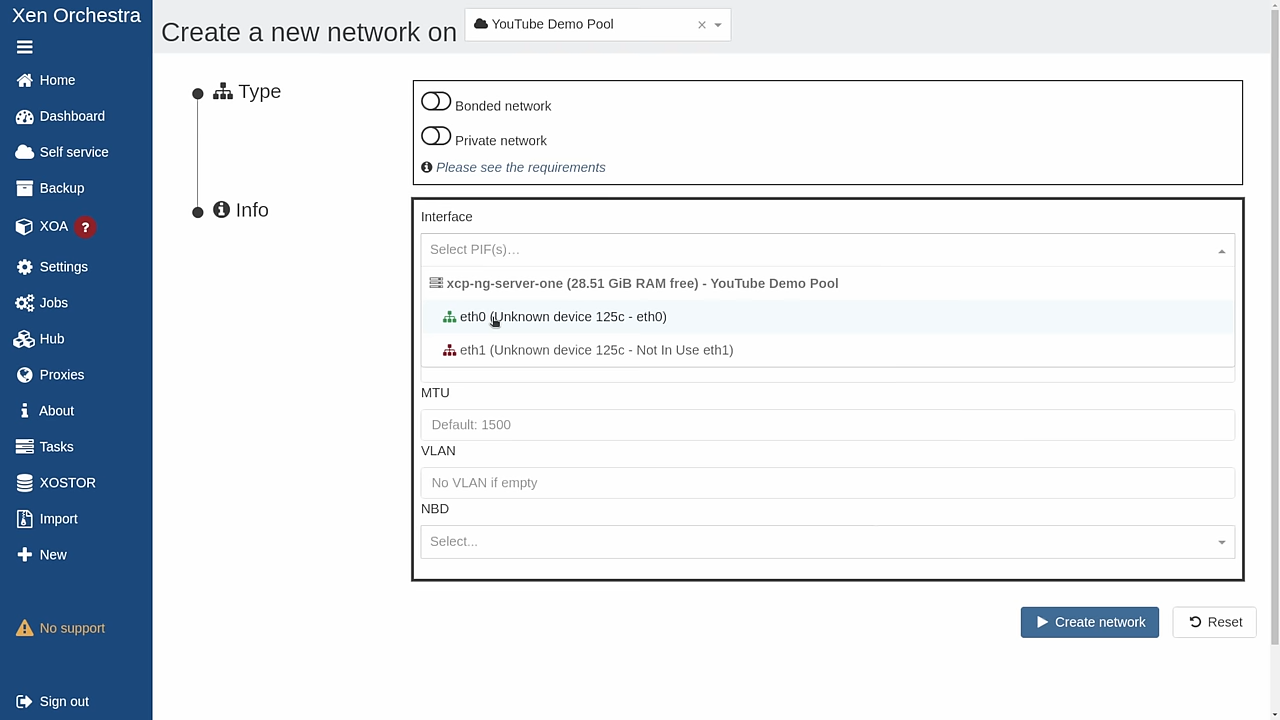 Xen Orchestra
Home
Dashboard
Self service
Backup
XOA ?
Settings
Jobs
Hub
Proxies
About
Tasks
XOSTOR
Import
New
No support
Sign out
Create a new network on YouTube Demo Pool
Type
Bonded network
Private network
Please see the requirements
Info
Interface
Select PIF(s)…
xcp-ng-server-one (28.51 GiB RAM free) - YouTube Demo Pool
eth0 (Unknown device 125c - eth0)
eth1 (Unknown device 125c - Not In Use eth1)
MTU
Default: 1500
VLAN
No VLAN if empty
NBD
Select...
Create network
Reset